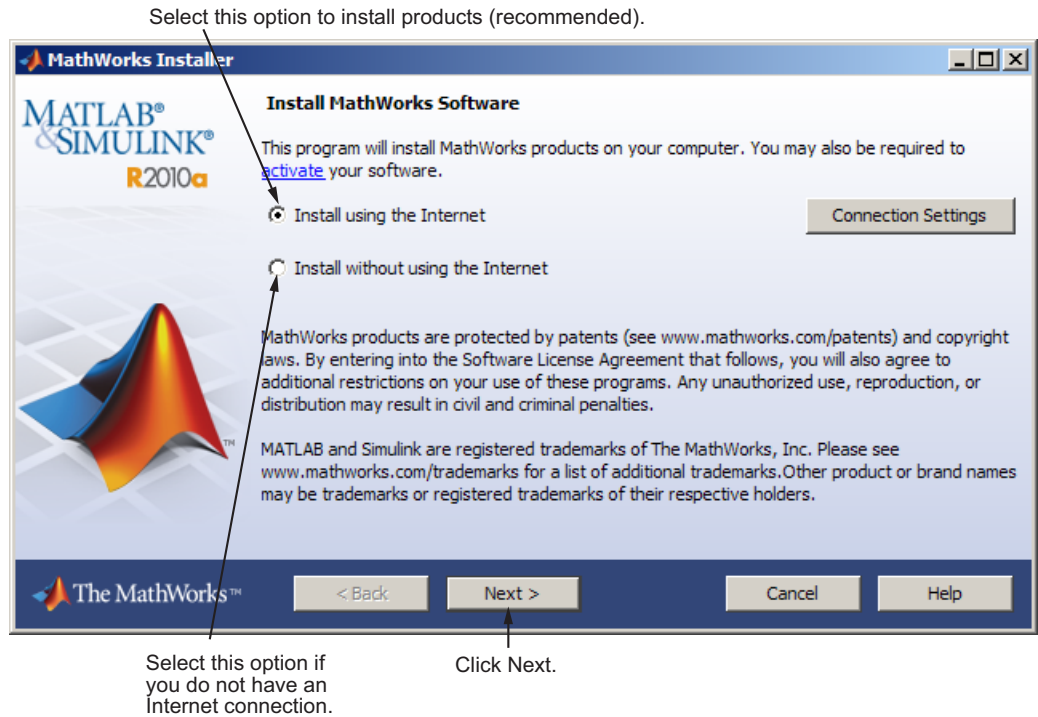 Select this option to install products (recommended).
MathWorks Installer
MATLAB®
&SIMULINK®
R2010a
Install MathWorks Software
This program will install MathWorks products on your computer. You may also be required to
activate your software.
Install using the Internet
Connection Settings
Install without using the Internet
MathWorks products are protected by patents (see www.mathworks.com/patents) and copyright
laws. By entering into the Software License Agreement that follows, you will also agree to
additional restrictions on your use of these programs. Any unauthorized use, reproduction, or
distribution may result in civil and criminal penalties.
TM
MATLAB and Simulink are registered trademarks of The MathWorks, Inc. Please see
www.mathworks.com/trademarks for a list of additional trademarks.Other product or brand names
may be trademarks or registered trademarks of their respective holders.
The MathWorks™
< Back
Next >
Cancel
Help
Select this option if
you do not have an
Internet connection.
Click Next.